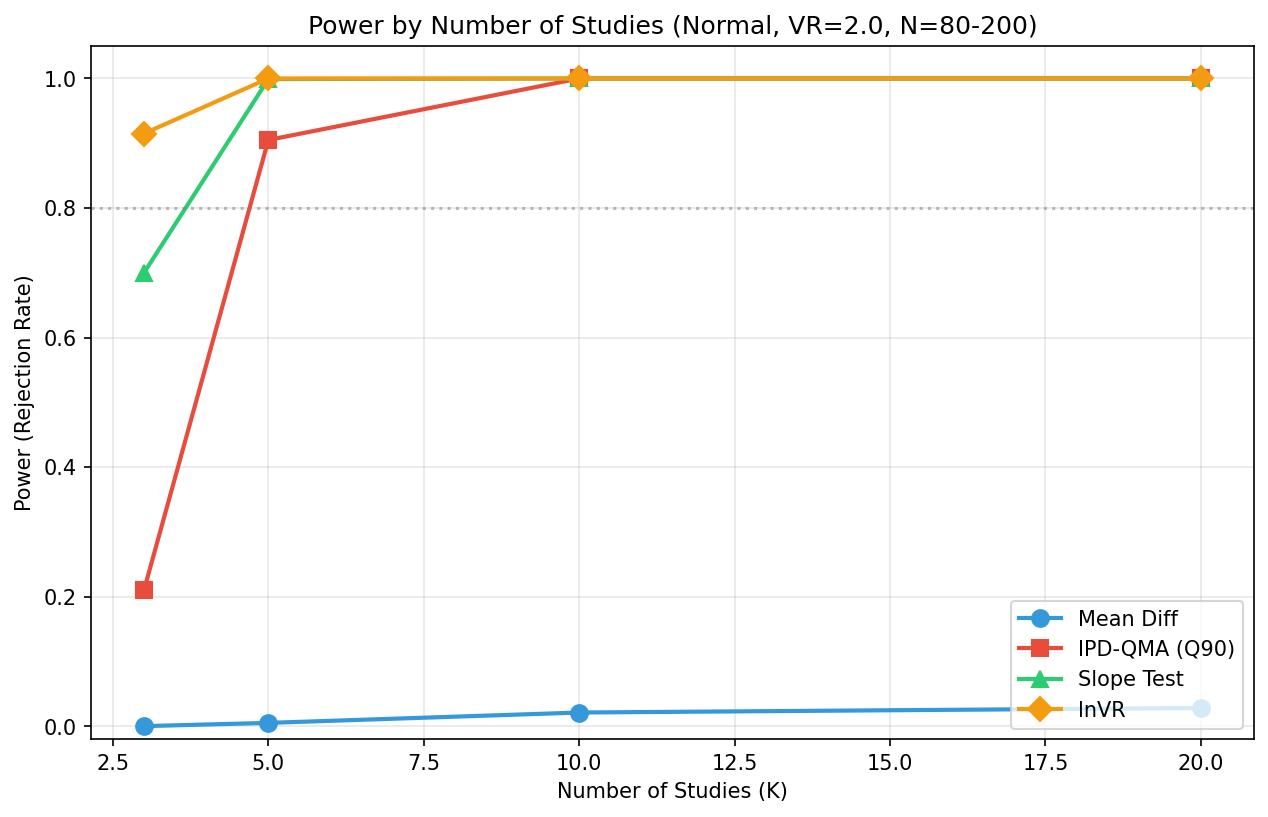 Power by Number of Studies (Normal, VR=2.0, N=80-200)
Power (Rejection Rate)
1.0
0.8
0.6
0.4
0.2
0.0
Mean Diff
IPD-QMA (Q90)
Slope Test
lnVR
2.5 5.0 7.5 10.0 12.5 15.0 17.5 20.0
Number of Studies (K)